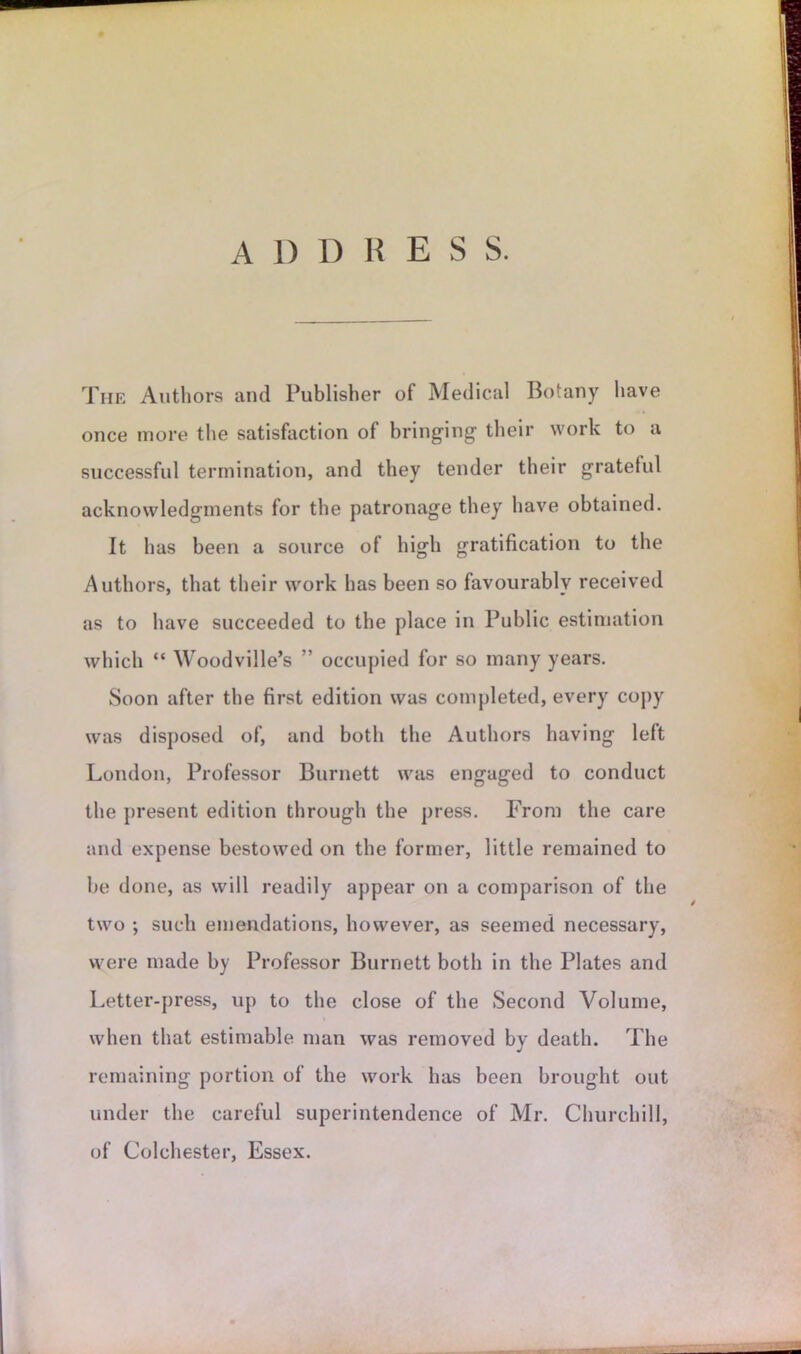 ADDRESS.
The Authors and Publisher of Medical Botany have
once more the satisfaction of bringing their work to a
successful termination, and they tender their grateful
acknowledgments for the patronage they have obtained.
It has been a source of high gratification to the
Authors, that their work has been so favourably received
as to have succeeded to the place in Public estimation
which “ Woodville’s ” occupied for so many years.
Soon after the first edition was completed, every copy
was disposed of, and both the Authors having left
London, Professor Burnett was engaged to conduct
the present edition through the press. From the care
and expense bestowed on the former, little remained to
be done, as will readily appear on a comparison of the
two ; such emendations, however, as seemed necessary,
were made by Professor Burnett both in the Plates and
Letter-press, up to the close of the Second Volume,
when that estimable man was removed by death. The
remaining portion of the work has been brought out
under the careful superintendence of Mr. Churchill,
of Colchester, Essex.